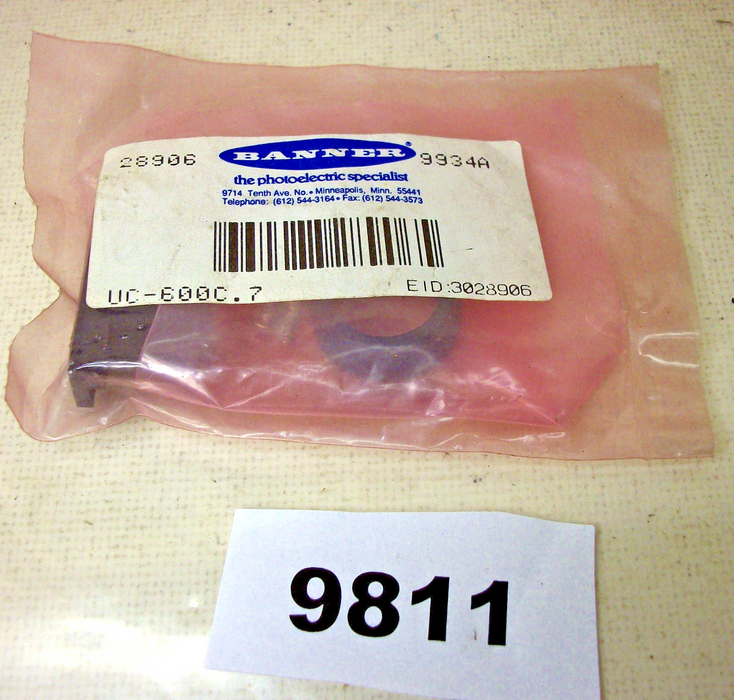 28906 BANNER® 9934A
the photoelectric specialist
9714 Tenth Ave. No. • Minneapolis, Minn. 55441
Telephone: (612) 544-3164 • Fax: (612) 544-3573
UC-600C.7 EID:3028906
9811